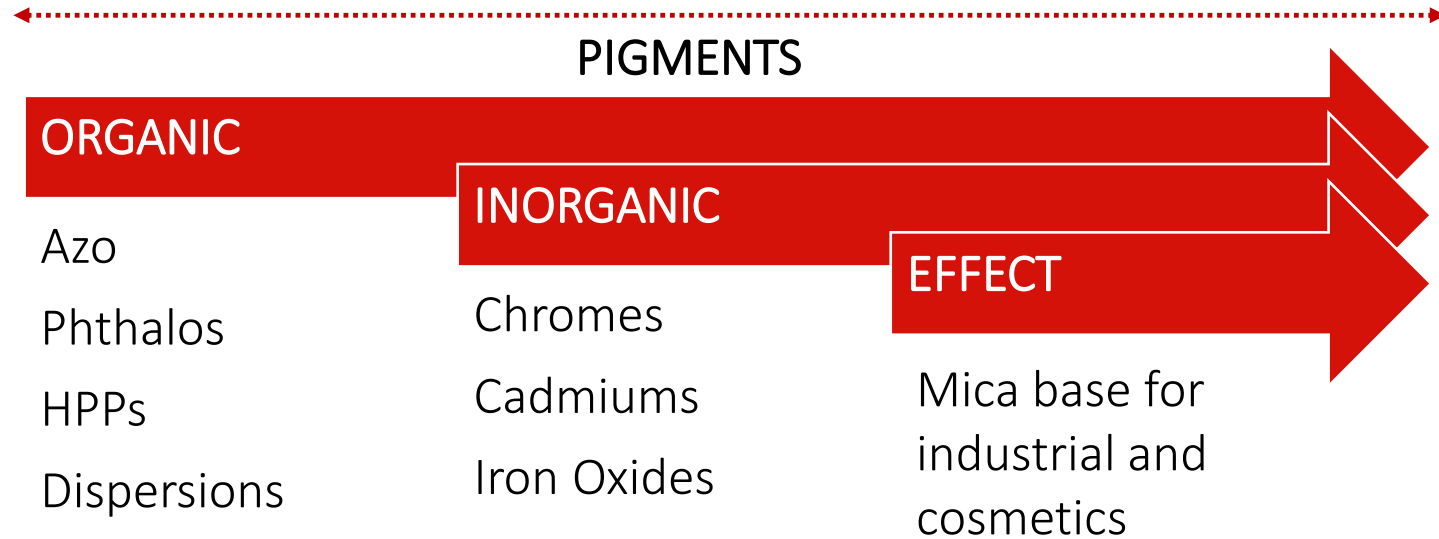 PIGMENTS
ORGANIC
Azo
Phthalos
HPPs
Dispersions
INORGANIC
Chromes
Cadmiums
Iron Oxides
EFFECT
Mica base for
industrial and
cosmetics